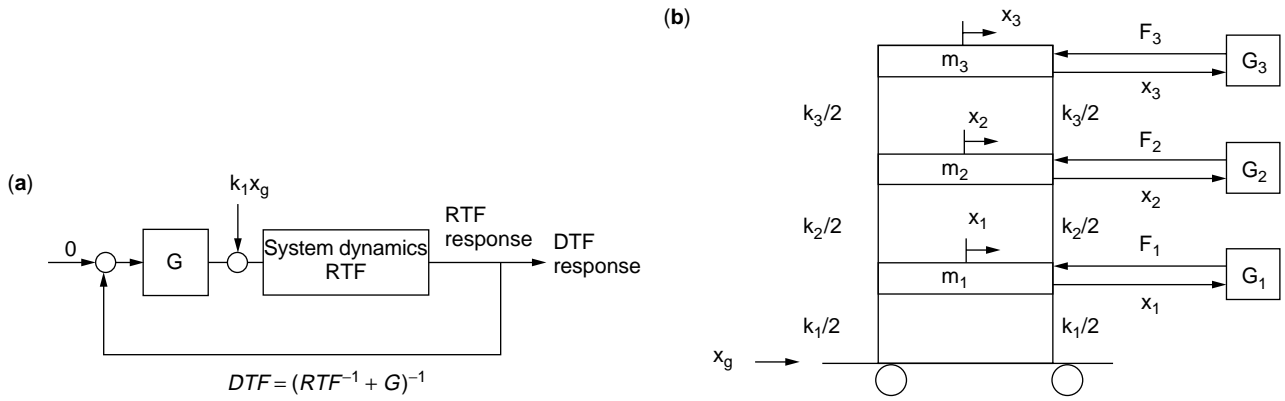 (a)
k₁x_g
0
G
System dynamics
RTF
RTF
response
DTF
response
DTF = (RTF⁻¹ + G)⁻¹
(b)
x₃
m₃
F₃
x₃
G₃
k₃/2
k₃/2
x₂
m₂
F₂
x₂
G₂
k₂/2
k₂/2
x₁
m₁
F₁
x₁
G₁
k₁/2
k₁/2
x_g